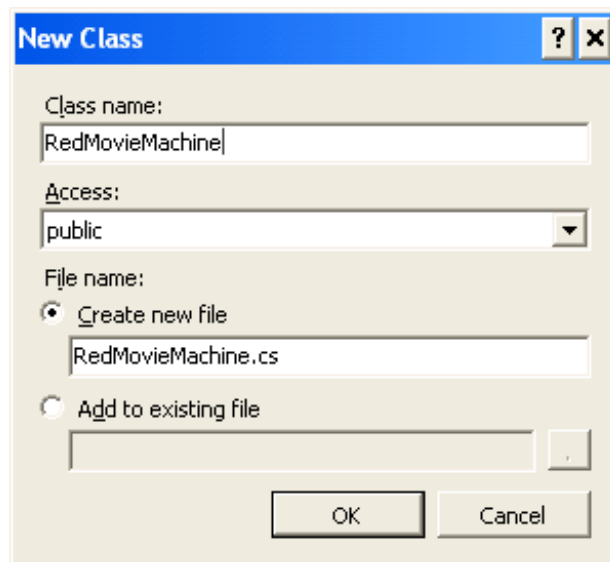 New Class
Class name:
RedMovieMachine
Access:
public
File name:
Create new file
RedMovieMachine.cs
Add to existing file
.
OK Cancel